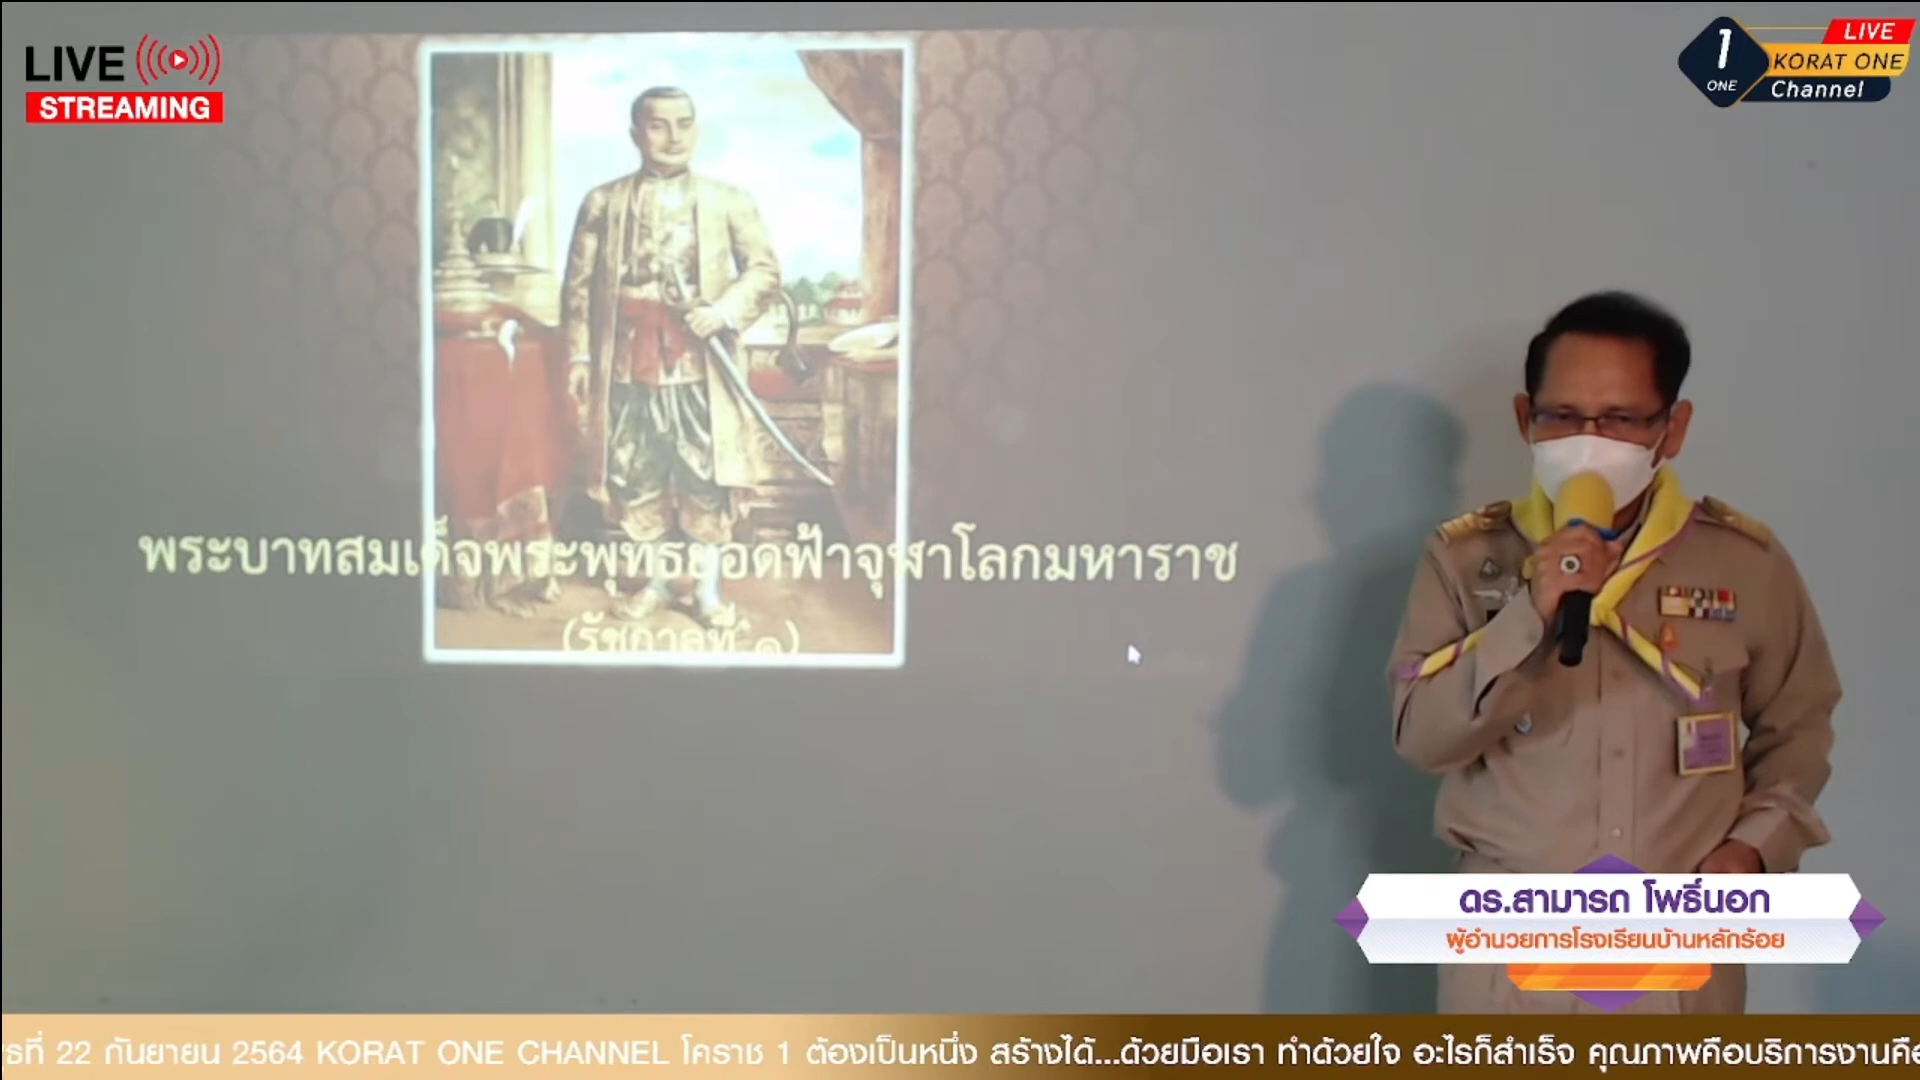 LIVE
STREAMING
1
ONE
LIVE
KORAT ONE
Channel
พระบาทสมเด็จพระพุทธยอดฟ้าจุฬาโลกมหาราช
(รัชกาลที่ ๑)
ดร.สามารถ โพธิ์นอก
ผู้อำนวยการโรงเรียนบ้านหลักร้อย
ที่ 22 กันยายน 2564 KORAT ONE CHANNEL โคราช 1 ต้องเป็นหนึ่ง สร้างได้...ด้วยมือเรา ทำด้วยใจ อะไรก็สำเร็จ คุณภาพคือบริการงานคือ